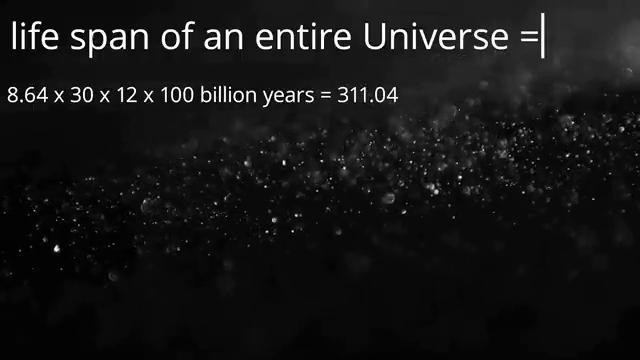 life span of an entire Universe =
8.64 x 30 x 12 x 100 billion years = 311.04